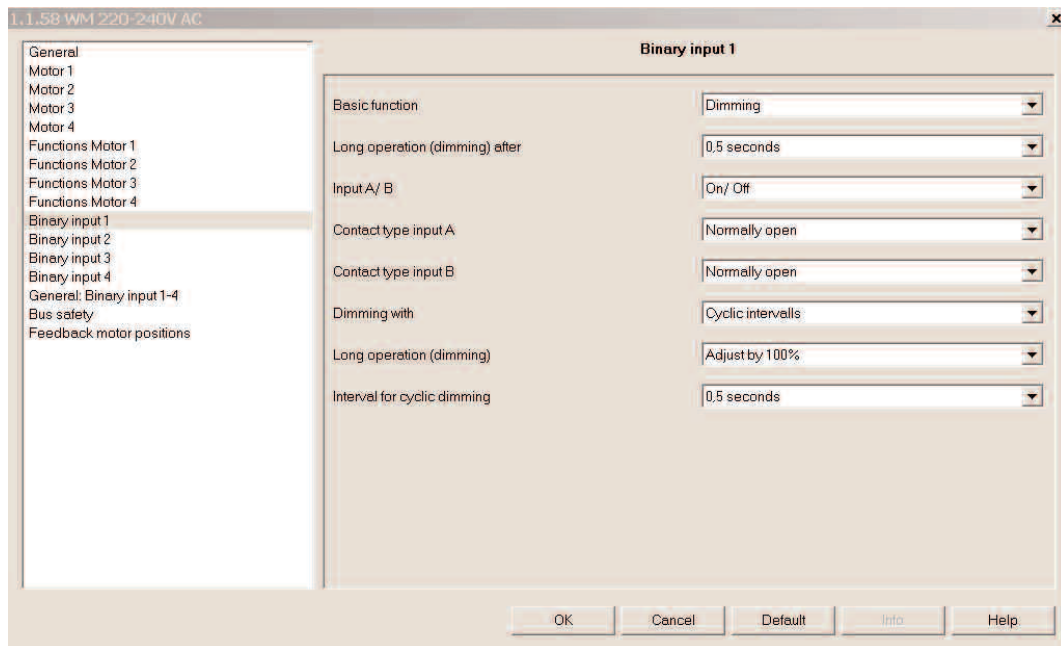 1.1.58 WM 220-240V AC
General
Motor 1
Motor 2
Motor 3
Motor 4
Functions Motor 1
Functions Motor 2
Functions Motor 3
Functions Motor 4
Binary input 1
Binary input 2
Binary input 3
Binary input 4
General: Binary input 1-4
Bus safety
Feedback motor positions
Binary input 1
Basic function Dimming
Long operation (dimming) after 0,5 seconds
Input A/ B On/ Off
Contact type input A Normally open
Contact type input B Normally open
Dimming with Cyclic intervalls
Long operation (dimming) Adjust by 100%
Interval for cyclic dimming 0,5 seconds
OK Cancel Default Info Help